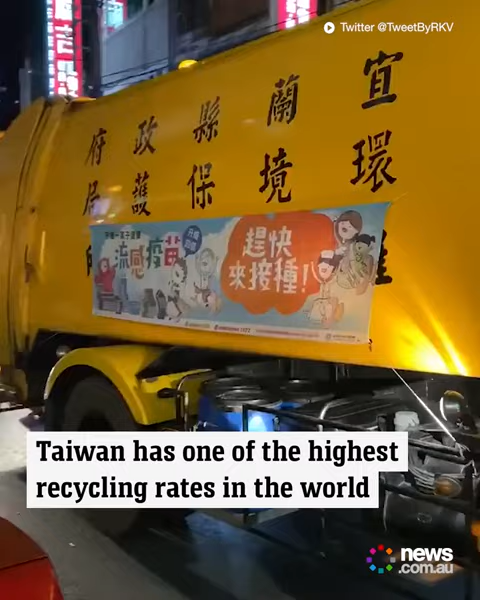 Twitter @TweetByRKV
宜蘭縣政府
環境保護局
流感疫苗
趕快
來接種!
Taiwan has one of the highest
recycling rates in the world
news
.com.au